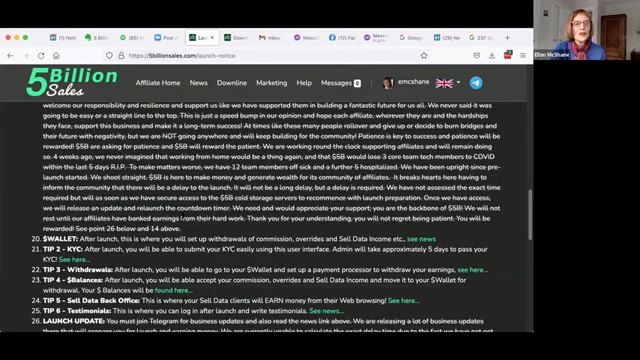 Launc
Down
M Inbox
Mess
(2) Fac
Google
(29) No
237 c
https://5billionsales.com/launch-notice
5Billion
Sales
Affiliate Home News Downline Marketing Help Messages 0 emcshane
Ellen McShane
welcome our responsibility and resilience and support us like we have supported them in building a fantastic future for us all. We never said it was
going to be easy or a straight line to the top. This is just a speed bump in our opinion and hope each affiliate, wherever they are and the hardships
they face, support this business and make it a long-term success! At times like these many people rollover and give up or decide to burn bridges and
their future with negativity, but we are NOT going anywhere and will keep building for the community! Patience is key to success and patience will be
rewarded! $5B are asking for patience and $5B will reward the patient. We are working round the clock supporting affiliates and will remain doing
so. 4 weeks ago, we never imagined that working from home would be a thing again, and that $5B would lose 3 core team tech members to COVID
within the last 5 days R.I.P. To make matters worse, we have 12 team members off sick and a further 5 hospitalized. We have been upright since pre-
launch started. We shoot straight. $5B is here to make money and generate wealth for its community of affiliates. It breaks hearts here having to
inform the community that there will be a delay to the launch. It will not be a long delay, but a delay is required. We have not assessed the exact time
required but will as soon as we have secure access to the $5B cold storage servers to recommence with launch preparation. Once we have access,
we will release an update and relaunch the countdown. We need and would appreciate your support, you are the backbone of $5B! We will not
rest until our affiliates have banked earnings from their hard work. Thank you for your understanding, you will not regret being patient. You will be
rewarded! See point 26 below and 14 above.
20. $WALLET: After launch, this is where you will set up withdrawals of commission, overrides and Sell Data Income etc., see news
21. TIP 2 - KYC: After launch, you will be able to submit your KYC easily using this user interface. Admin will take approximately 5 days to pass your
KYC! See here...
22. TIP 3 - Withdrawals: After launch, you will be able to go to your $Wallet and set up a payment processor to withdraw your earnings, see here...
23. TIP 4 - $Balances: After launch, you will be able accept your commission, overrides and Sell Data Income and move it to your $Wallet for
withdrawal. Your $ Balances will be found here...
24. TIP 5 - Sell Data Back Office: This is where your Sell Data clients will EARN money from their Web browsing! See here...
25. TIP 6 - Testimonials: This is where you can log in after launch and write testimonials. See news...
26. LAUNCH UPDATE: You must join Telegram for business updates and also read the news link above. We are releasing a lot of business